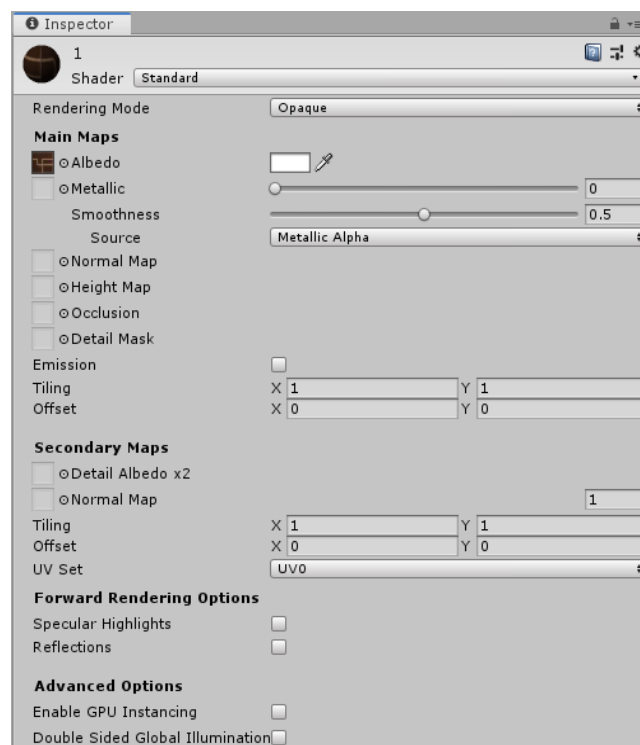 Inspector
1
Shader Standard
Rendering Mode Opaque
Main Maps
Albedo
Metallic 0
Smoothness 0.5
Source Metallic Alpha
Normal Map
Height Map
Occlusion
Detail Mask
Emission
Tiling X 1 Y 1
Offset X 0 Y 0
Secondary Maps
Detail Albedo x2
Normal Map 1
Tiling X 1 Y 1
Offset X 0 Y 0
UV Set UV0
Forward Rendering Options
Specular Highlights
Reflections
Advanced Options
Enable GPU Instancing
Double Sided Global Illumination